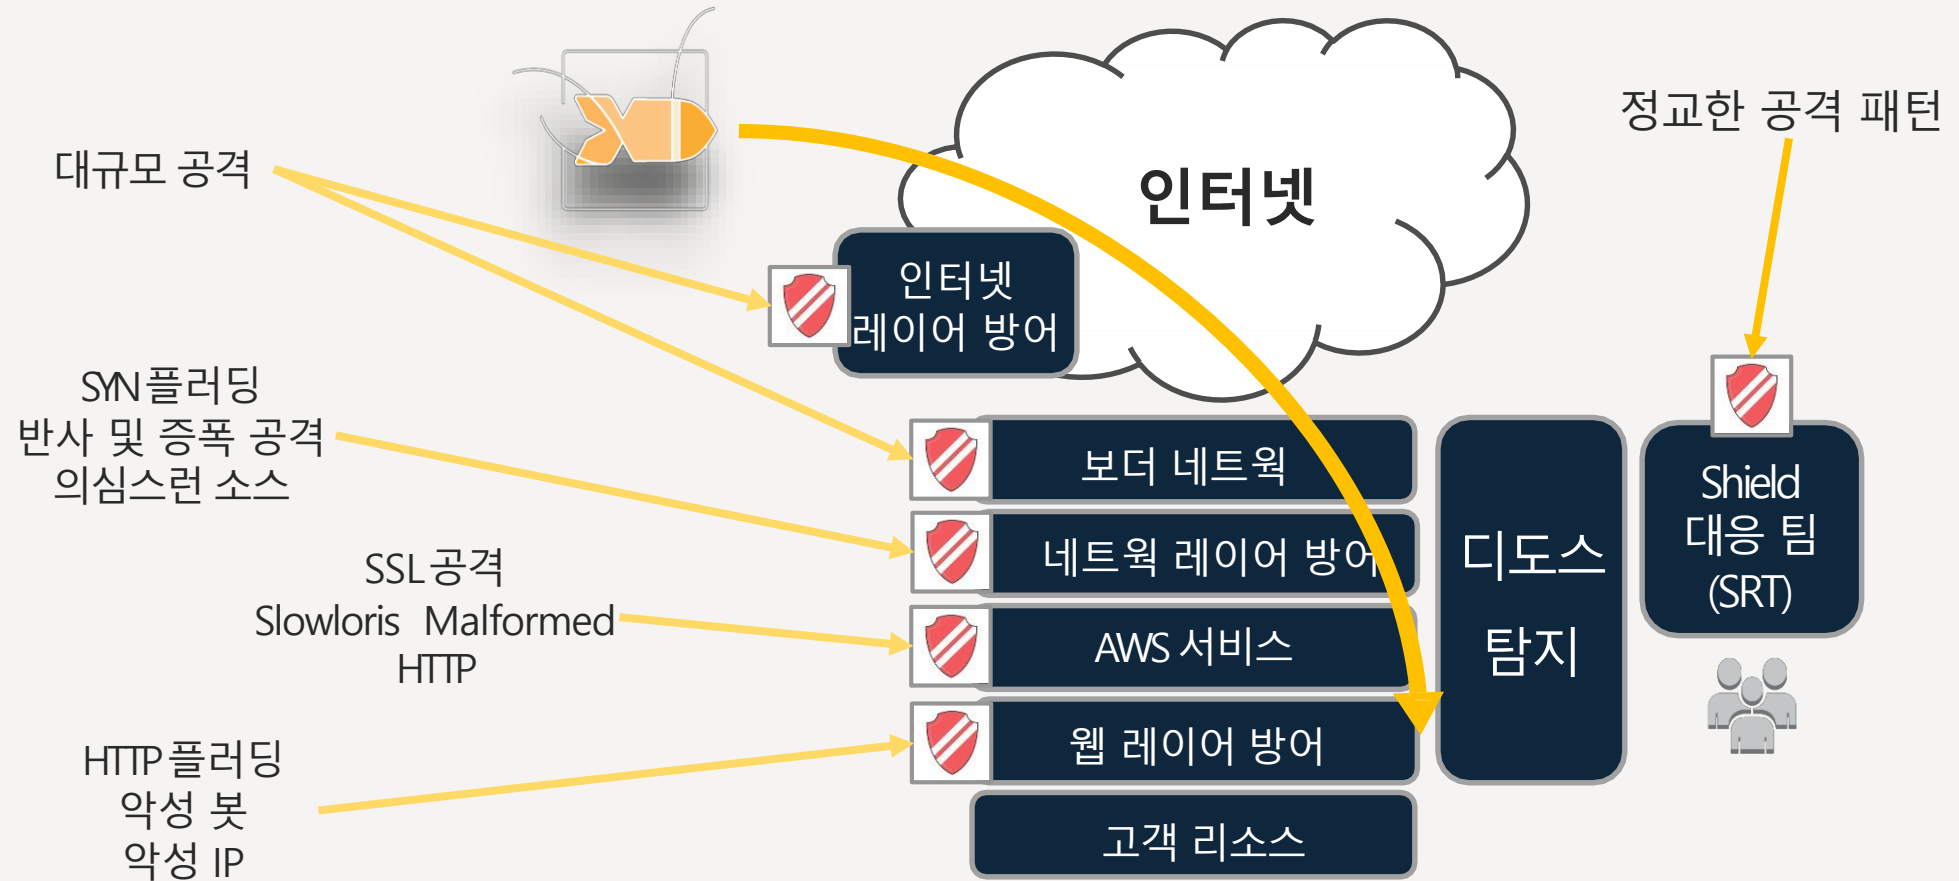 정교한 공격 패턴
대규모 공격
인터넷
인터넷
레이어 방어
SYN 플러딩
반사 및 증폭 공격
의심스런 소스
보더 네트웍
Shield
대응 팀
(SRT)
네트웍 레이어 방어
디도스
탐지
SSL 공격
Slowloris Malformed
HTTP
AWS 서비스
HTTP 플러딩
악성 봇
악성 IP
웹 레이어 방어
고객 리소스